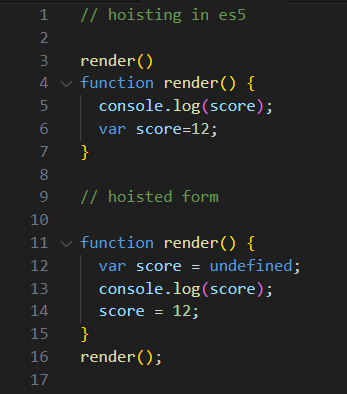 1 // hoisting in es5
2
3 render()
4 function render() {
5   console.log(score);
6   var score=12;
7 }
8
9 // hoisted form
10
11 function render() {
12   var score = undefined;
13   console.log(score);
14   score = 12;
15 }
16 render();
17